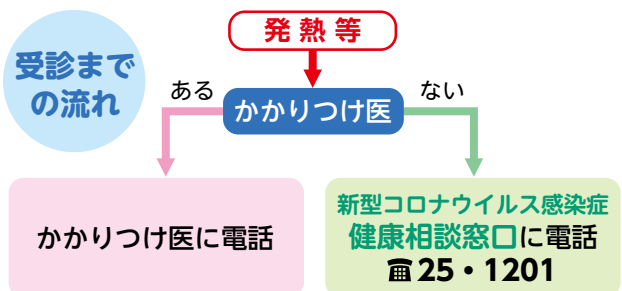 発熱等
受診まで
の流れ
ある
かかりつけ医
ない
かかりつけ医に電話
新型コロナウイルス感染症
健康相談窓口に電話
☎25・1201